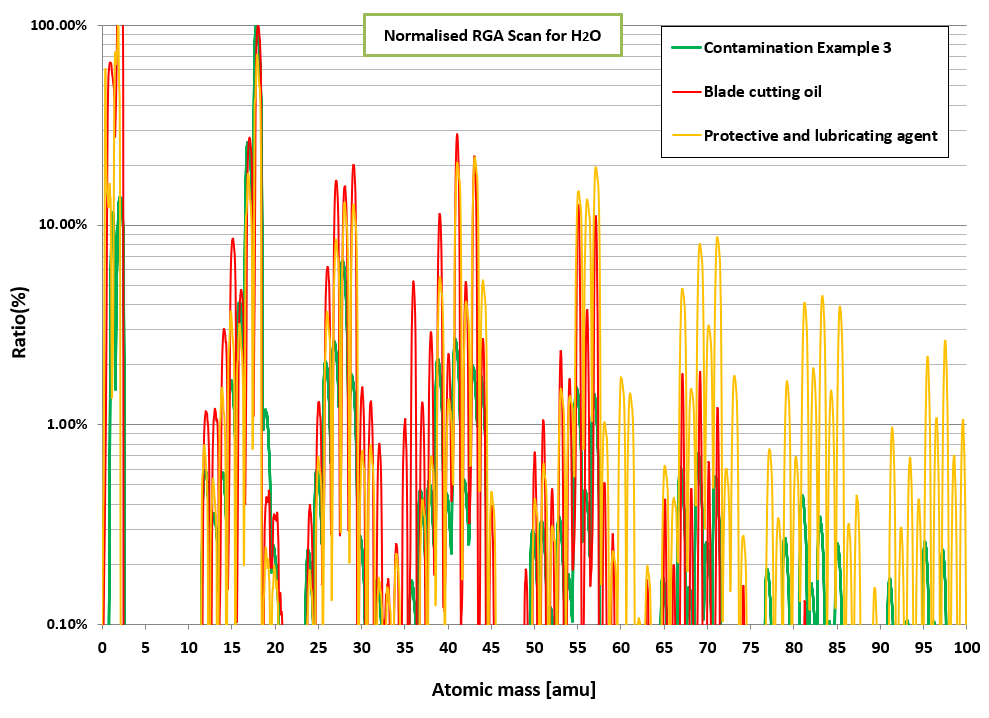 Normalised RGA Scan for H2O
Contamination Example 3
Blade cutting oil
Protective and lubricating agent
100.00%
10.00%
1.00%
0.10%
Ratio(%)
0 5 10 15 20 25 30 35 40 45 50 55 60 65 70 75 80 85 90 95 100
Atomic mass [amu]